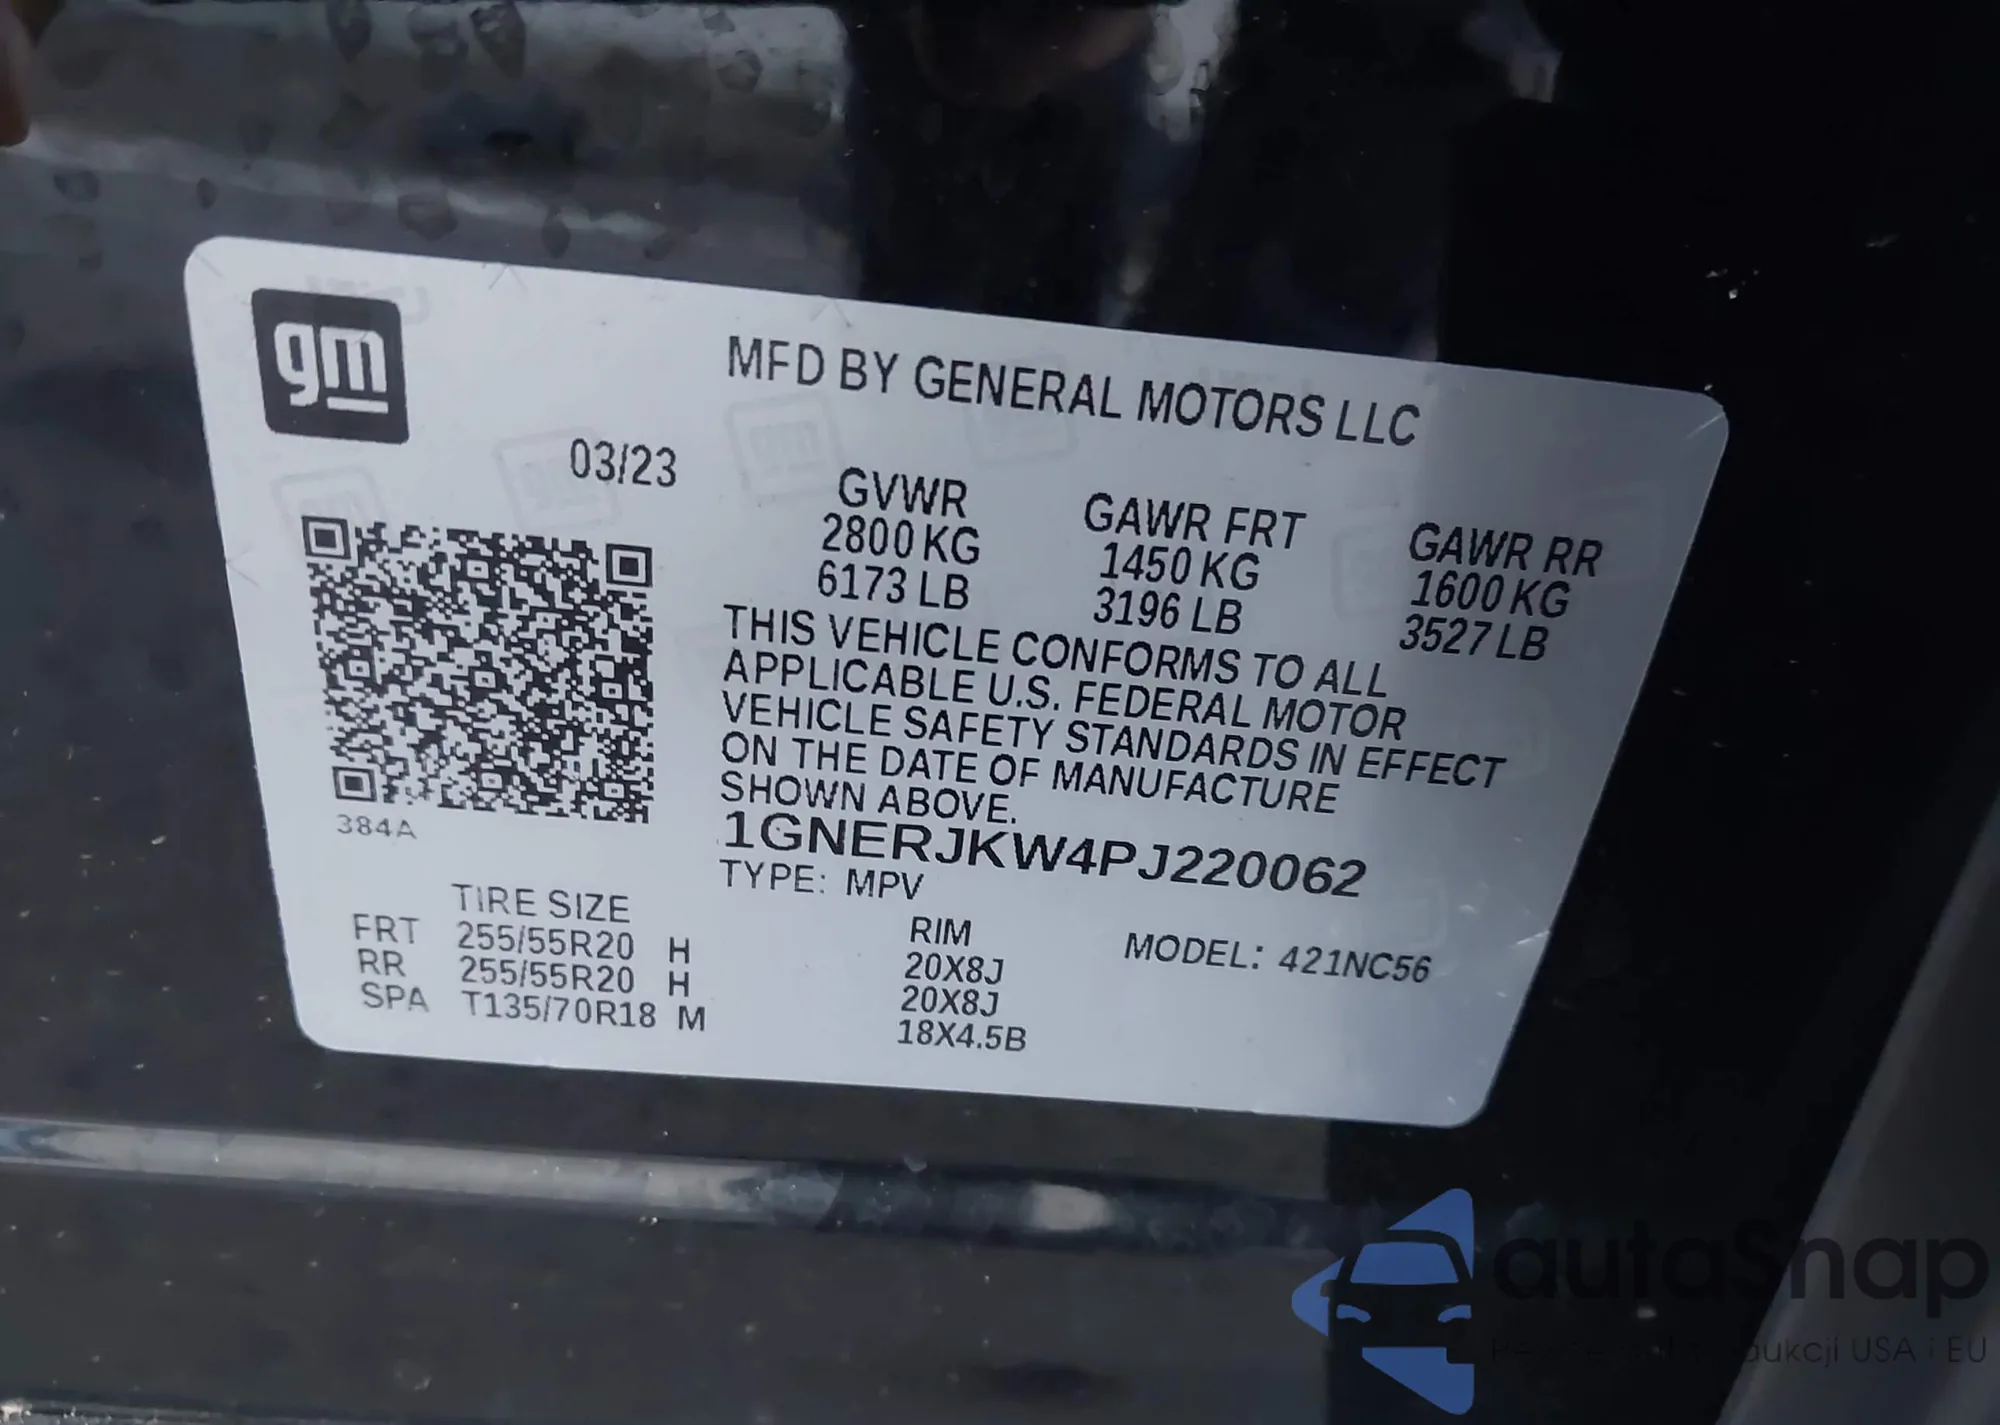 gm
MFD BY GENERAL MOTORS LLC
03/23
GVWR GAWR FRT GAWR RR
2800 KG 1450 KG 1600 KG
6173 LB 3196 LB 3527 LB
THIS VEHICLE CONFORMS TO ALL
APPLICABLE U.S. FEDERAL MOTOR
VEHICLE SAFETY STANDARDS IN EFFECT
ON THE DATE OF MANUFACTURE
SHOWN ABOVE.
1GNERJKW4PJ220062
TYPE: MPV
384A
TIRE SIZE RIM MODEL: 421NC56
FRT 255/55R20 H 20X8J
RR 255/55R20 H 20X8J
SPA T135/70R18 M 18X4.5B
autaSnap
USA i EU